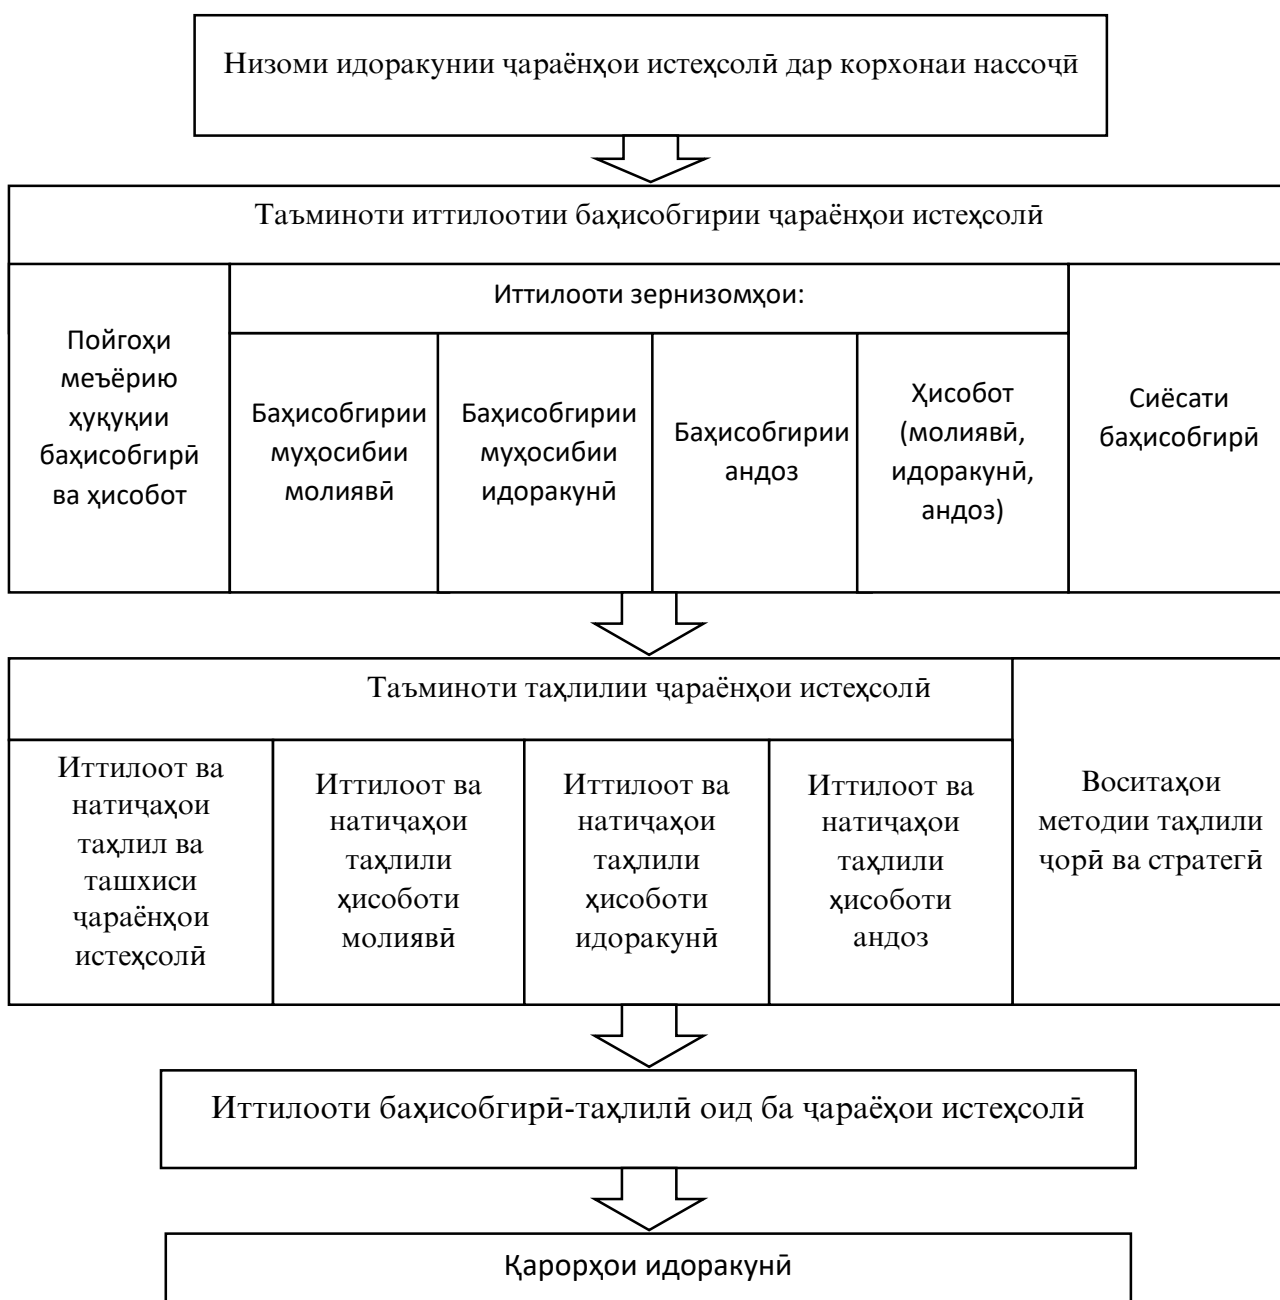 Низоми идоракунии ҷараёнҳои истеҳсолӣ дар корхонаи нассоҷӣ
Таъминоти иттилоотии баҳисобгирии ҷараёнҳои истеҳсолӣ
Пойгоҳи
меъёрию
ҳуқуқии
баҳисобгирӣ
ва ҳисобот
Иттилооти зернизомҳои:
Баҳисобгирии
муҳосибии
молиявӣ
Баҳисобгирии
муҳосибии
идоракунӣ
Баҳисобгирии
андоз
Ҳисобот
(молиявӣ,
идоракунӣ,
андоз)
Сиёсати
баҳисобгирӣ
Таъминоти таҳлилии ҷараёнҳои истеҳсолӣ
Иттилоот ва
натиҷаҳои
таҳлил ва
ташхиси
ҷараёнҳои
истеҳсолӣ
Иттилоот ва
натиҷаҳои
таҳлили
ҳисоботи
молиявӣ
Иттилоот ва
натиҷаҳои
таҳлили
ҳисоботи
идоракунӣ
Иттилоот ва
натиҷаҳои
таҳлили
ҳисоботи
андоз
Воситаҳои
методии таҳлили
ҷорӣ ва стратегӣ
Иттилооти баҳисобгирӣ-таҳлилӣ оид ба ҷараёҳои истеҳсолӣ
Қарорҳои идоракунӣ